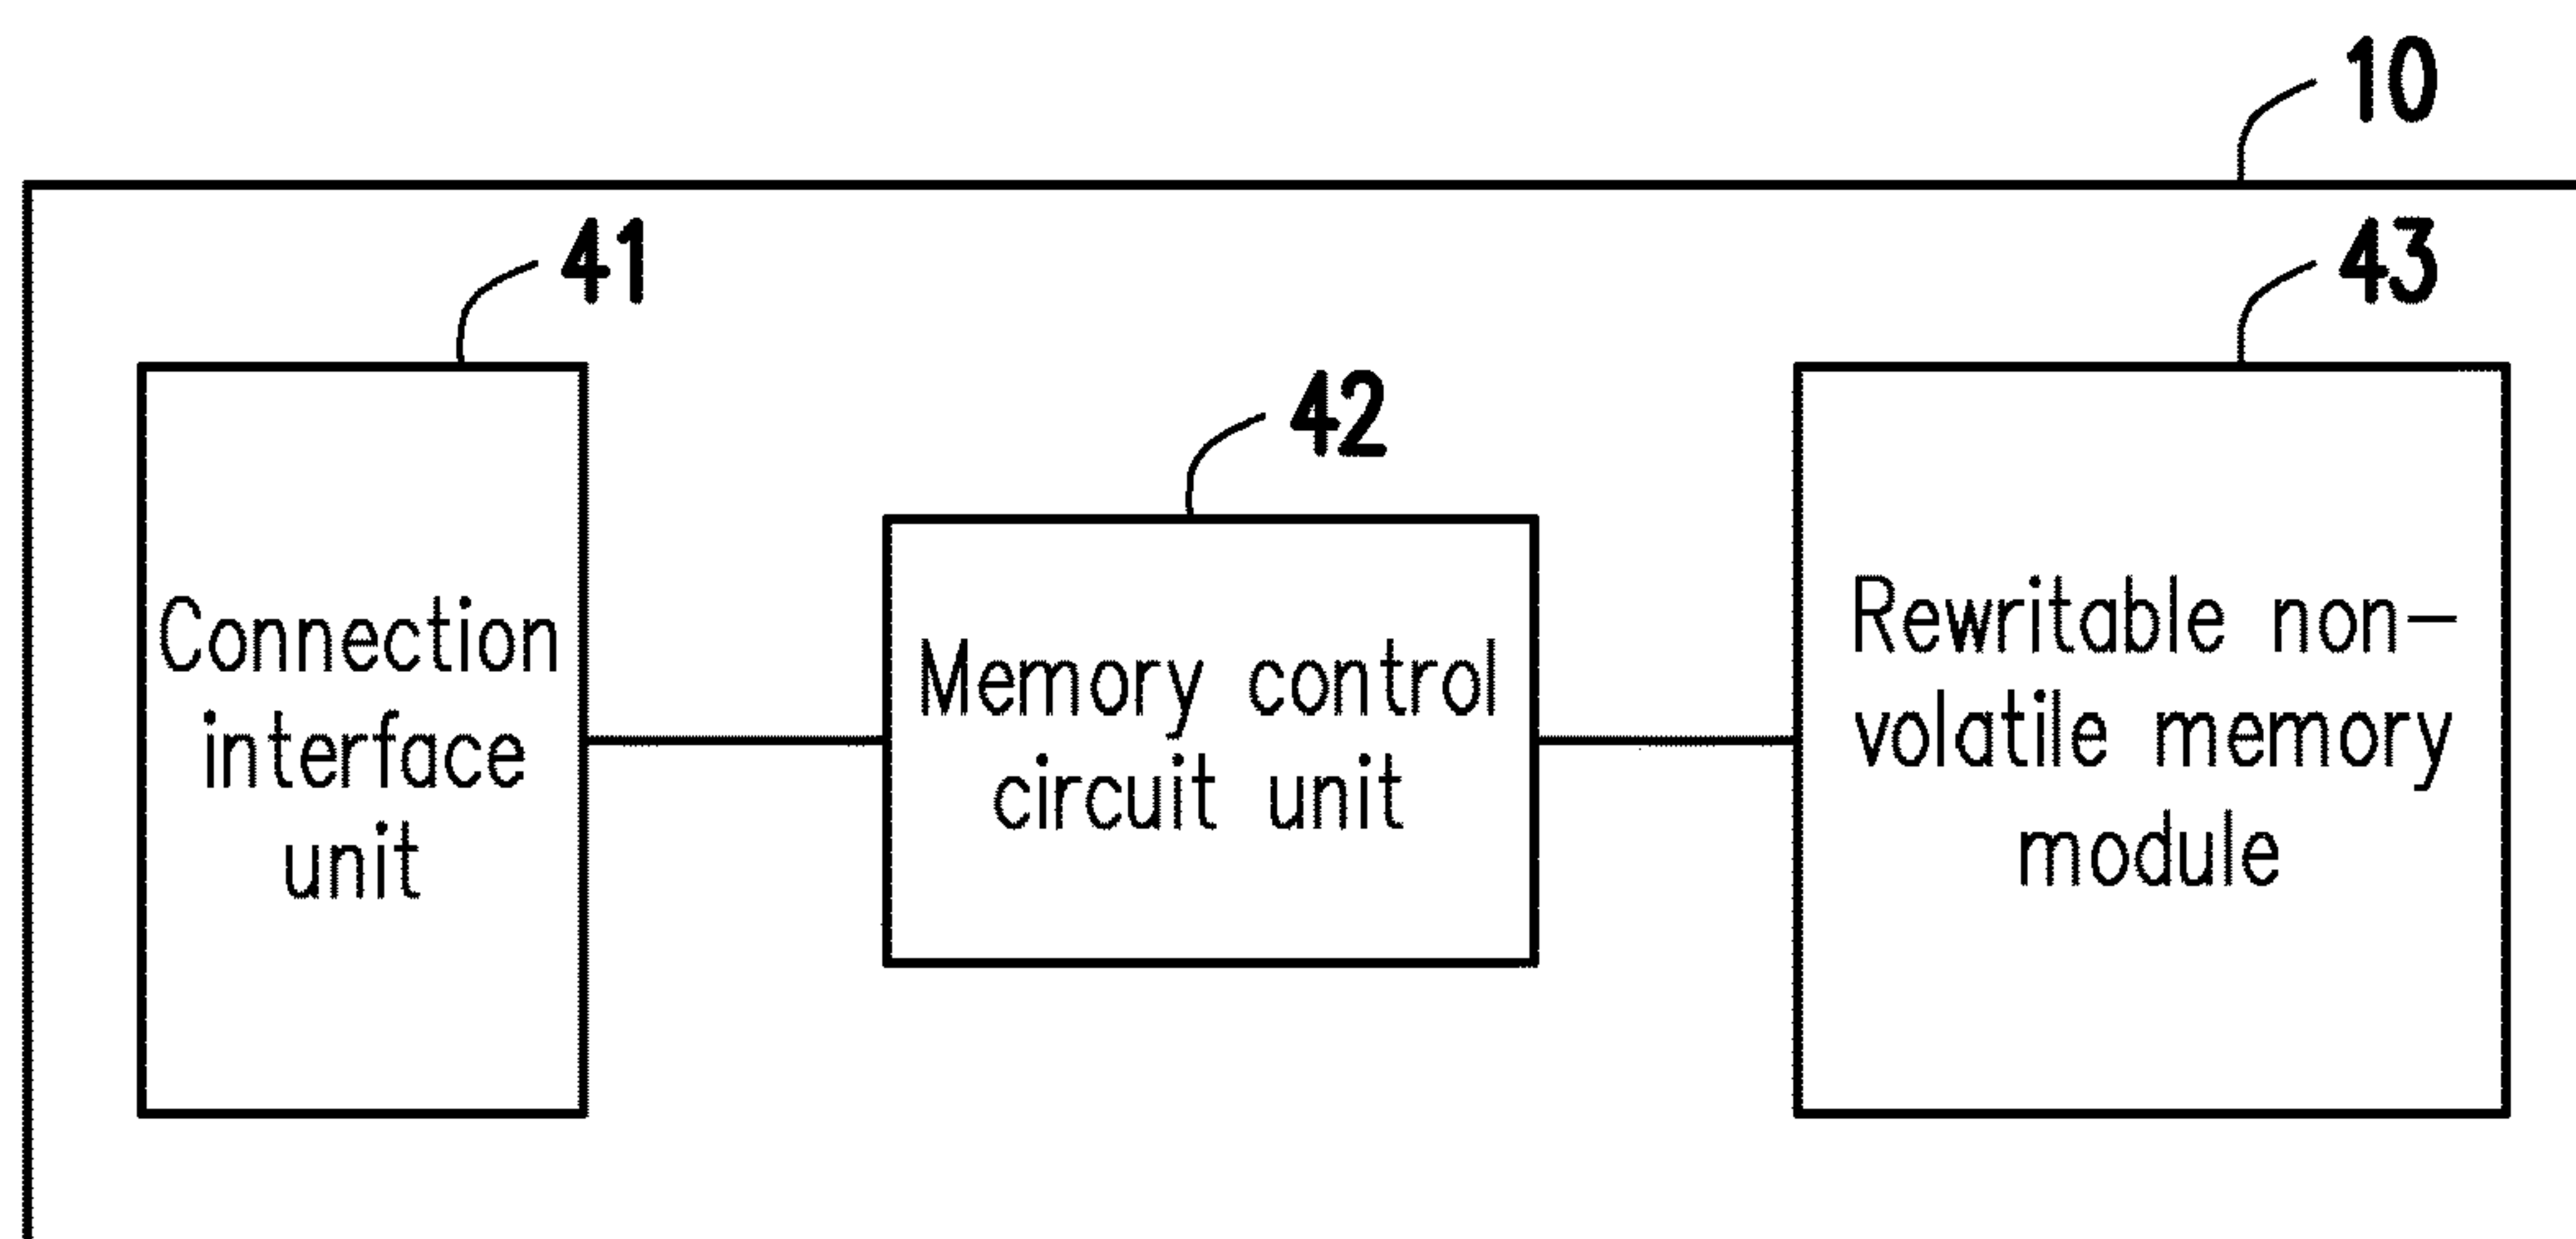 10
41
43
42
Connection
interface
unit
Memory control
circuit unit
Rewritable non-
volatile memory
module